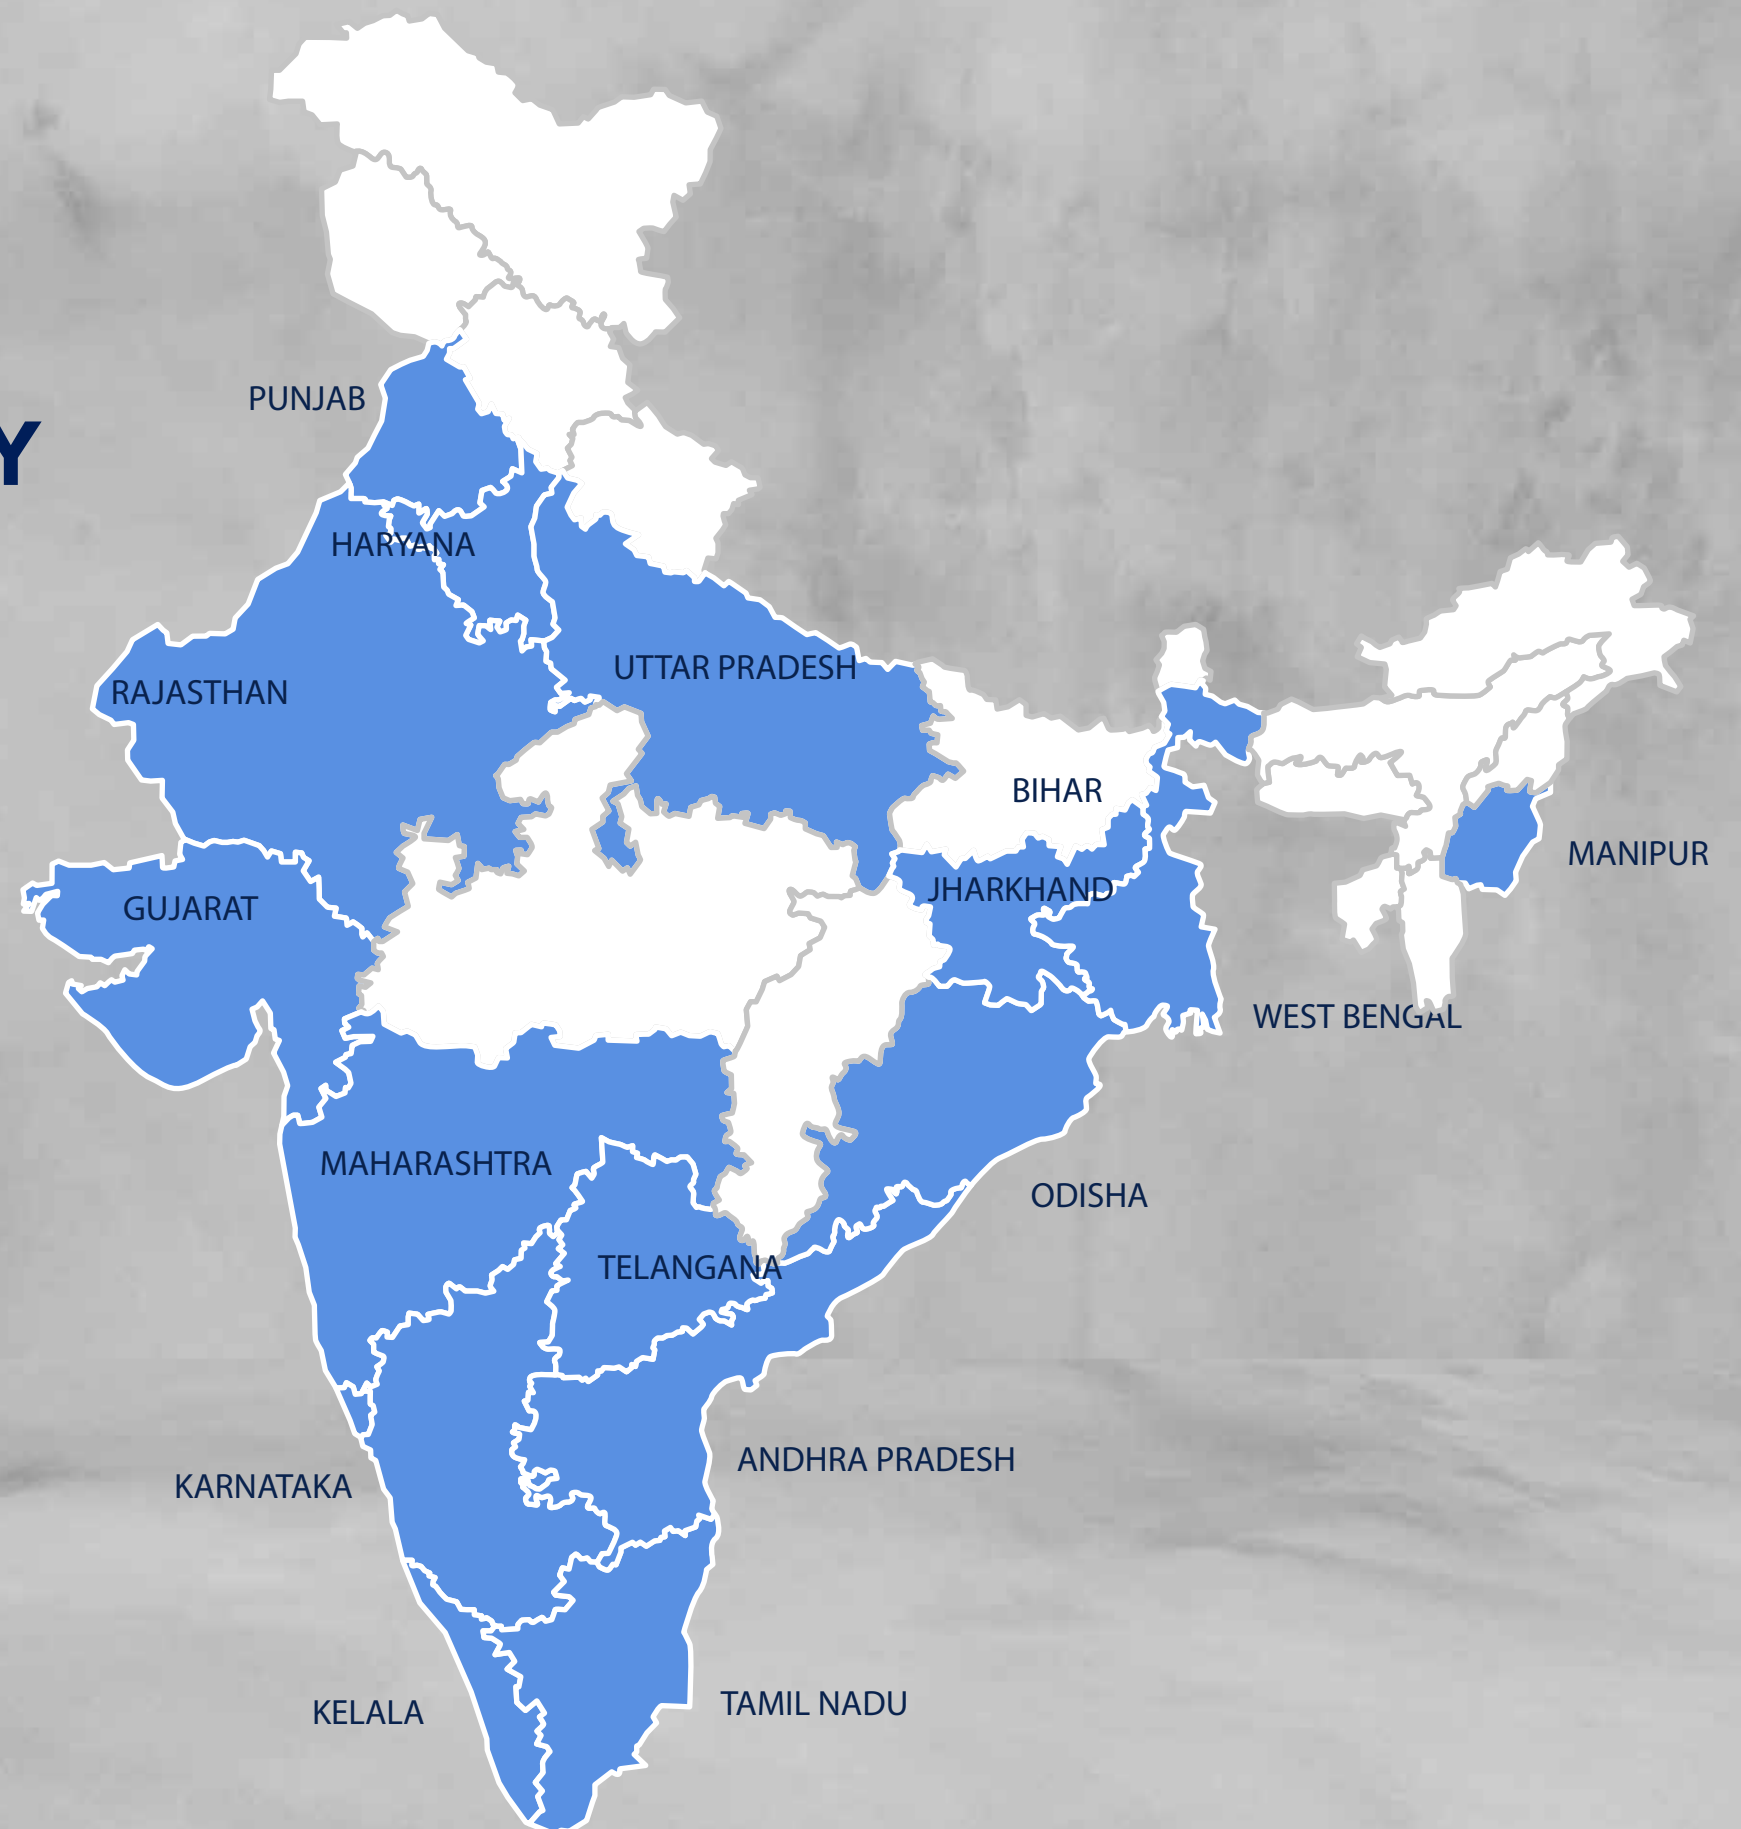 PUNJAB
Y
HARYANA
UTTAR PRADESH
RAJASTHAN
BIHAR
MANIPUR
JHARKHAND
GUJARAT
WEST BENGAL
MAHARASHTRA
ODISHA
TELANGANA
ANDHRA PRADESH
KARNATAKA
TAMIL NADU
KELALA